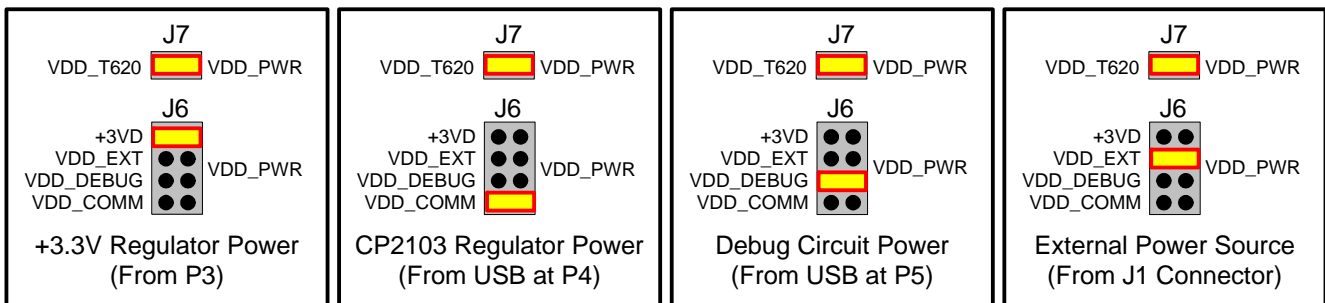 J7
VDD_T620 VDD_PWR
J6
+3VD
VDD_EXT
VDD_PWR
VDD_DEBUG
VDD_COMM
+3.3V Regulator Power
(From P3)
J7
VDD_T620 VDD_PWR
J6
+3VD
VDD_EXT
VDD_PWR
VDD_DEBUG
VDD_COMM
CP2103 Regulator Power
(From USB at P4)
J7
VDD_T620 VDD_PWR
J6
+3VD
VDD_EXT
VDD_PWR
VDD_DEBUG
VDD_COMM
Debug Circuit Power
(From USB at P5)
J7
VDD_T620 VDD_PWR
J6
+3VD
VDD_EXT
VDD_PWR
VDD_DEBUG
VDD_COMM
External Power Source
(From J1 Connector)